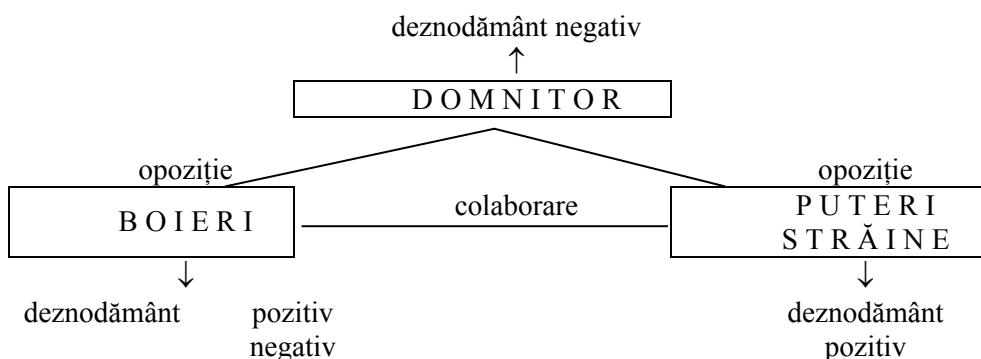 deznodământ negativ
↑
D O M N I T O R
opoziție opoziție
B O I E R I colaborare P U T E R I
S T R Ă I N E
↓ ↓
deznodământ pozitiv deznodământ
negativ pozitiv